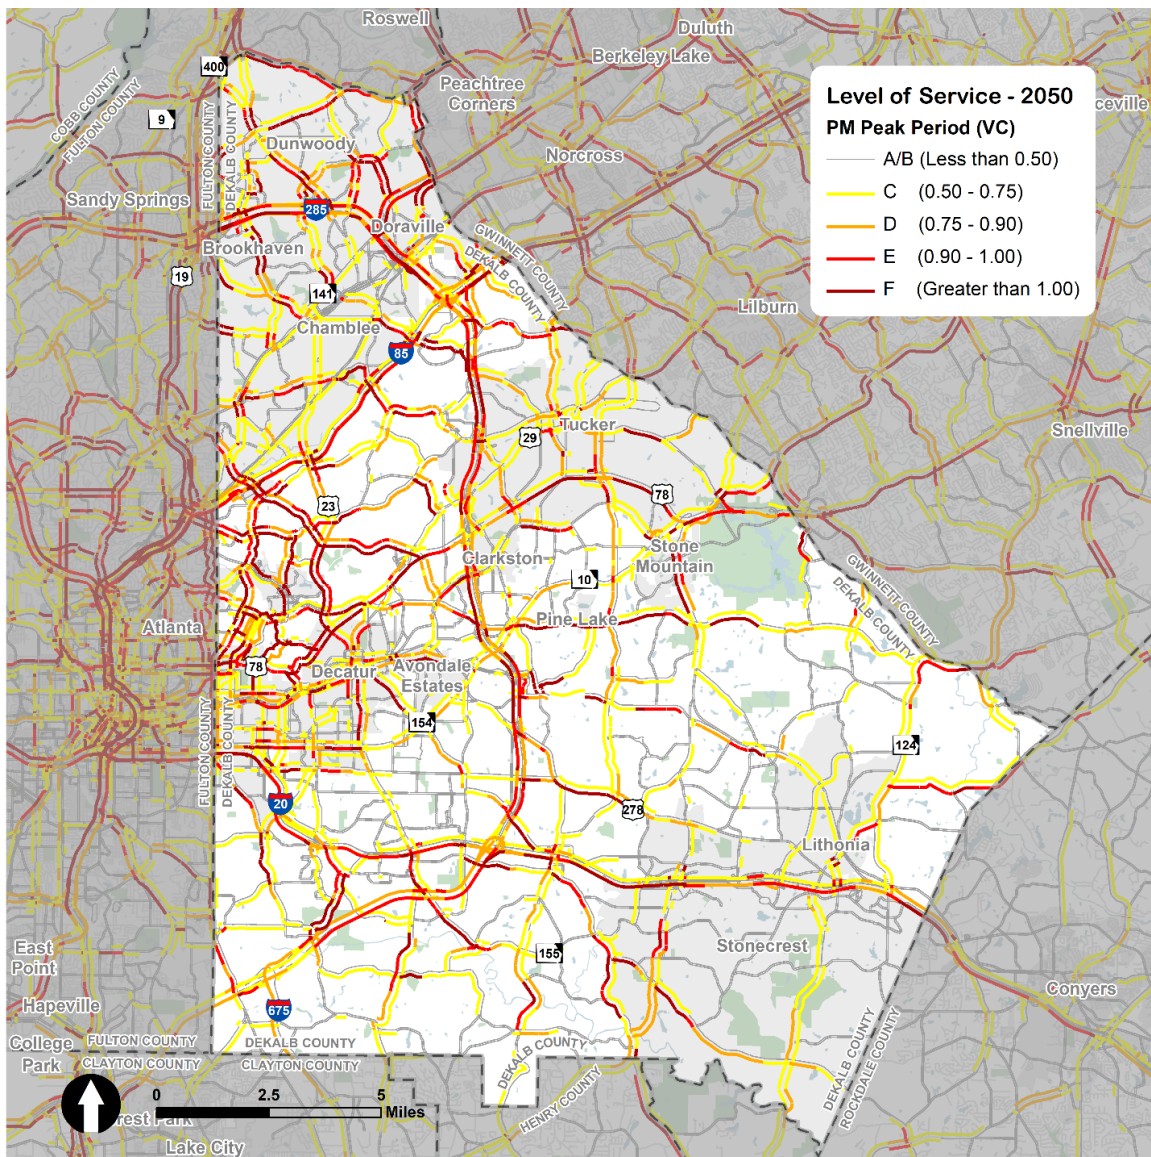 Roswell
Duluth
Berkeley Lake
400
COBB COUNTY
FULTON COUNTY
Peachtree
Corners
9
FULTON COUNTY
DEKALB COUNTY
Dunwoody
Norcross
Sandy Springs
285
Doraville
GWINNETT COUNTY
DEKALB COUNTY
Brookhaven
19
141
Lilburn
Chamblee
85
Level of Service - 2050
PM Peak Period (VC)
A/B (Less than 0.50)
C (0.50 - 0.75)
D (0.75 - 0.90)
E (0.90 - 1.00)
F (Greater than 1.00)
ceville
Tucker
29
Snellville
78
23
Clarkston
Stone
Mountain
10
GWINNETT COUNTY
DEKALB COUNTY
Atlanta
Pine Lake
78
Decatur
Avondale
Estates
154
124
FULTON COUNTY
DEKALB COUNTY
20
278
Lithonia
East
Point
155
Stonecrest
Hapeville
675
Conyers
College
Park
FULTON COUNTY
CLAYTON COUNTY
DEKALB COUNTY
CLAYTON COUNTY
DEKALB COUNTY
HENRY COUNTY
DEKALB COUNTY
ROCKDALE COUNTY
0 2.5 5
Miles
rest Park
Lake City